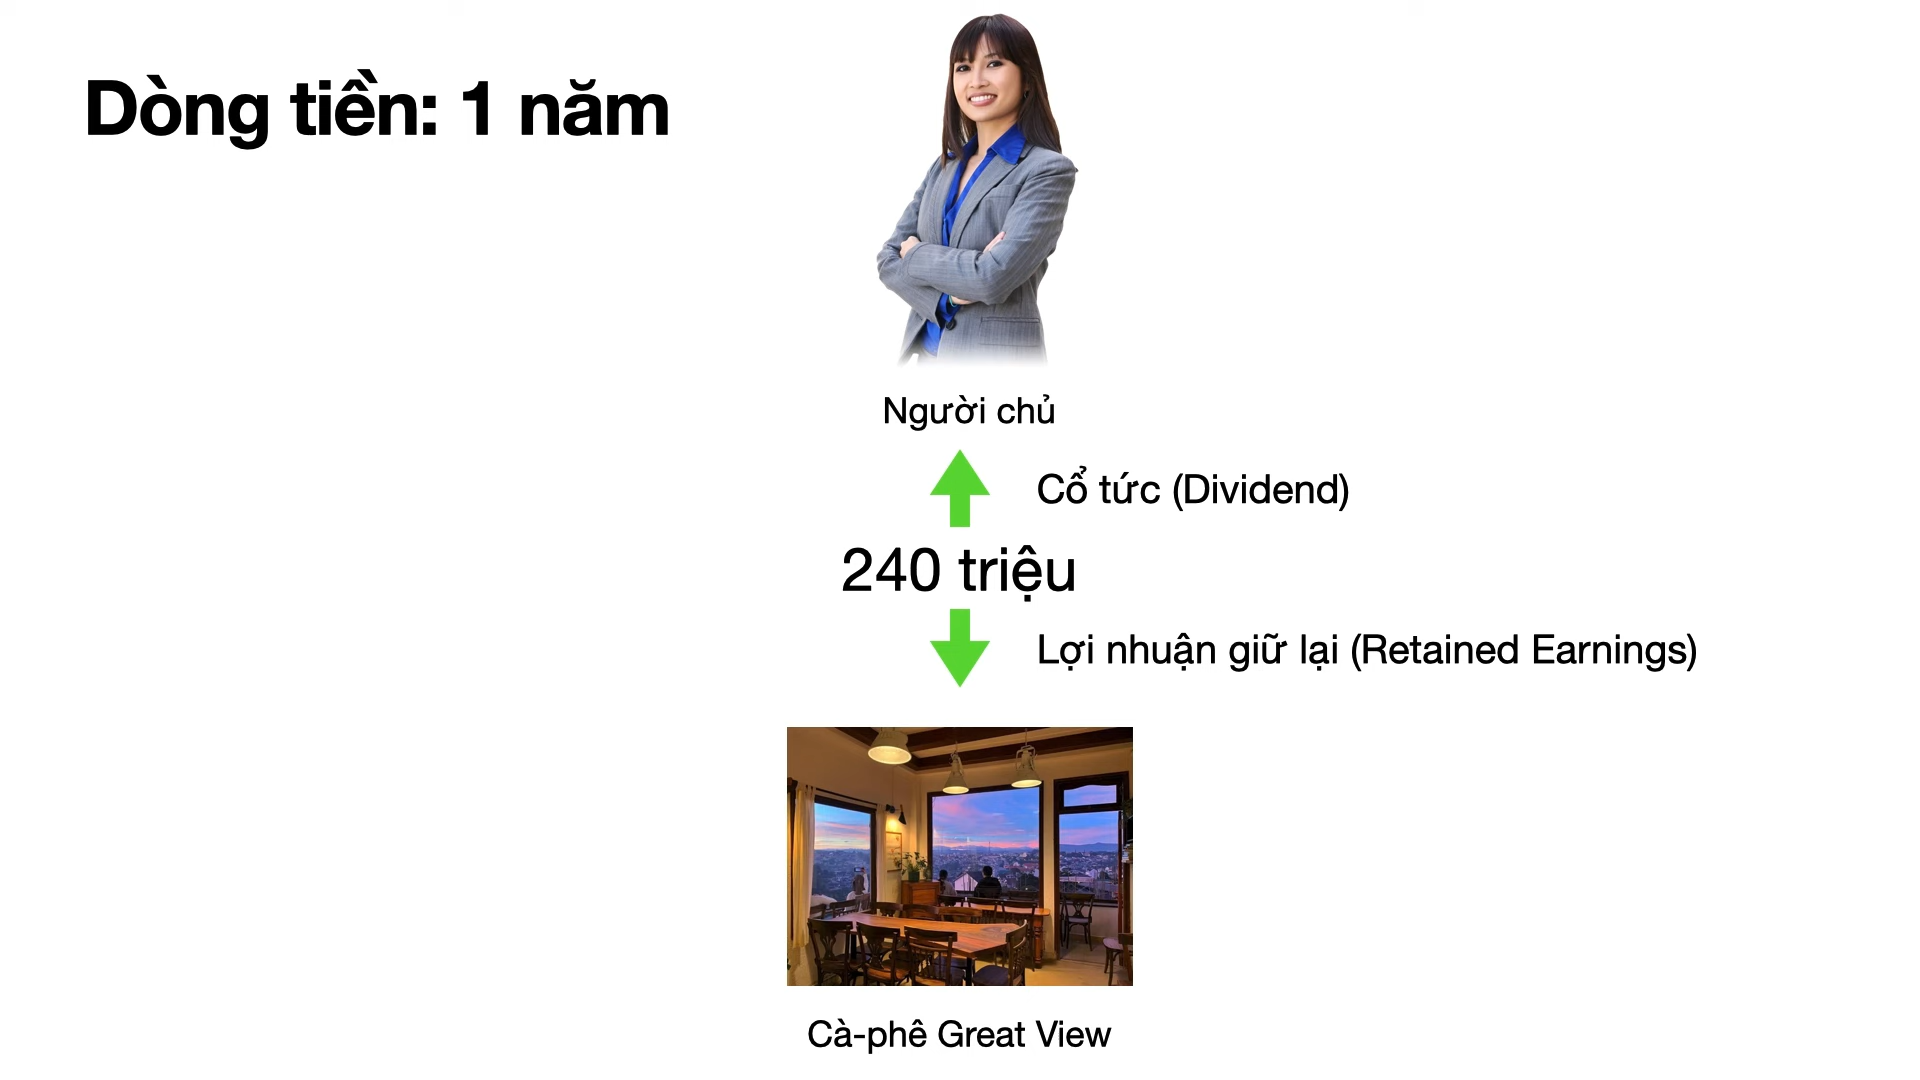 Dòng tiền: 1 năm
Người chủ
Cổ tức (Dividend)
240 triệu
Lợi nhuận giữ lại (Retained Earnings)
Cà-phê Great View